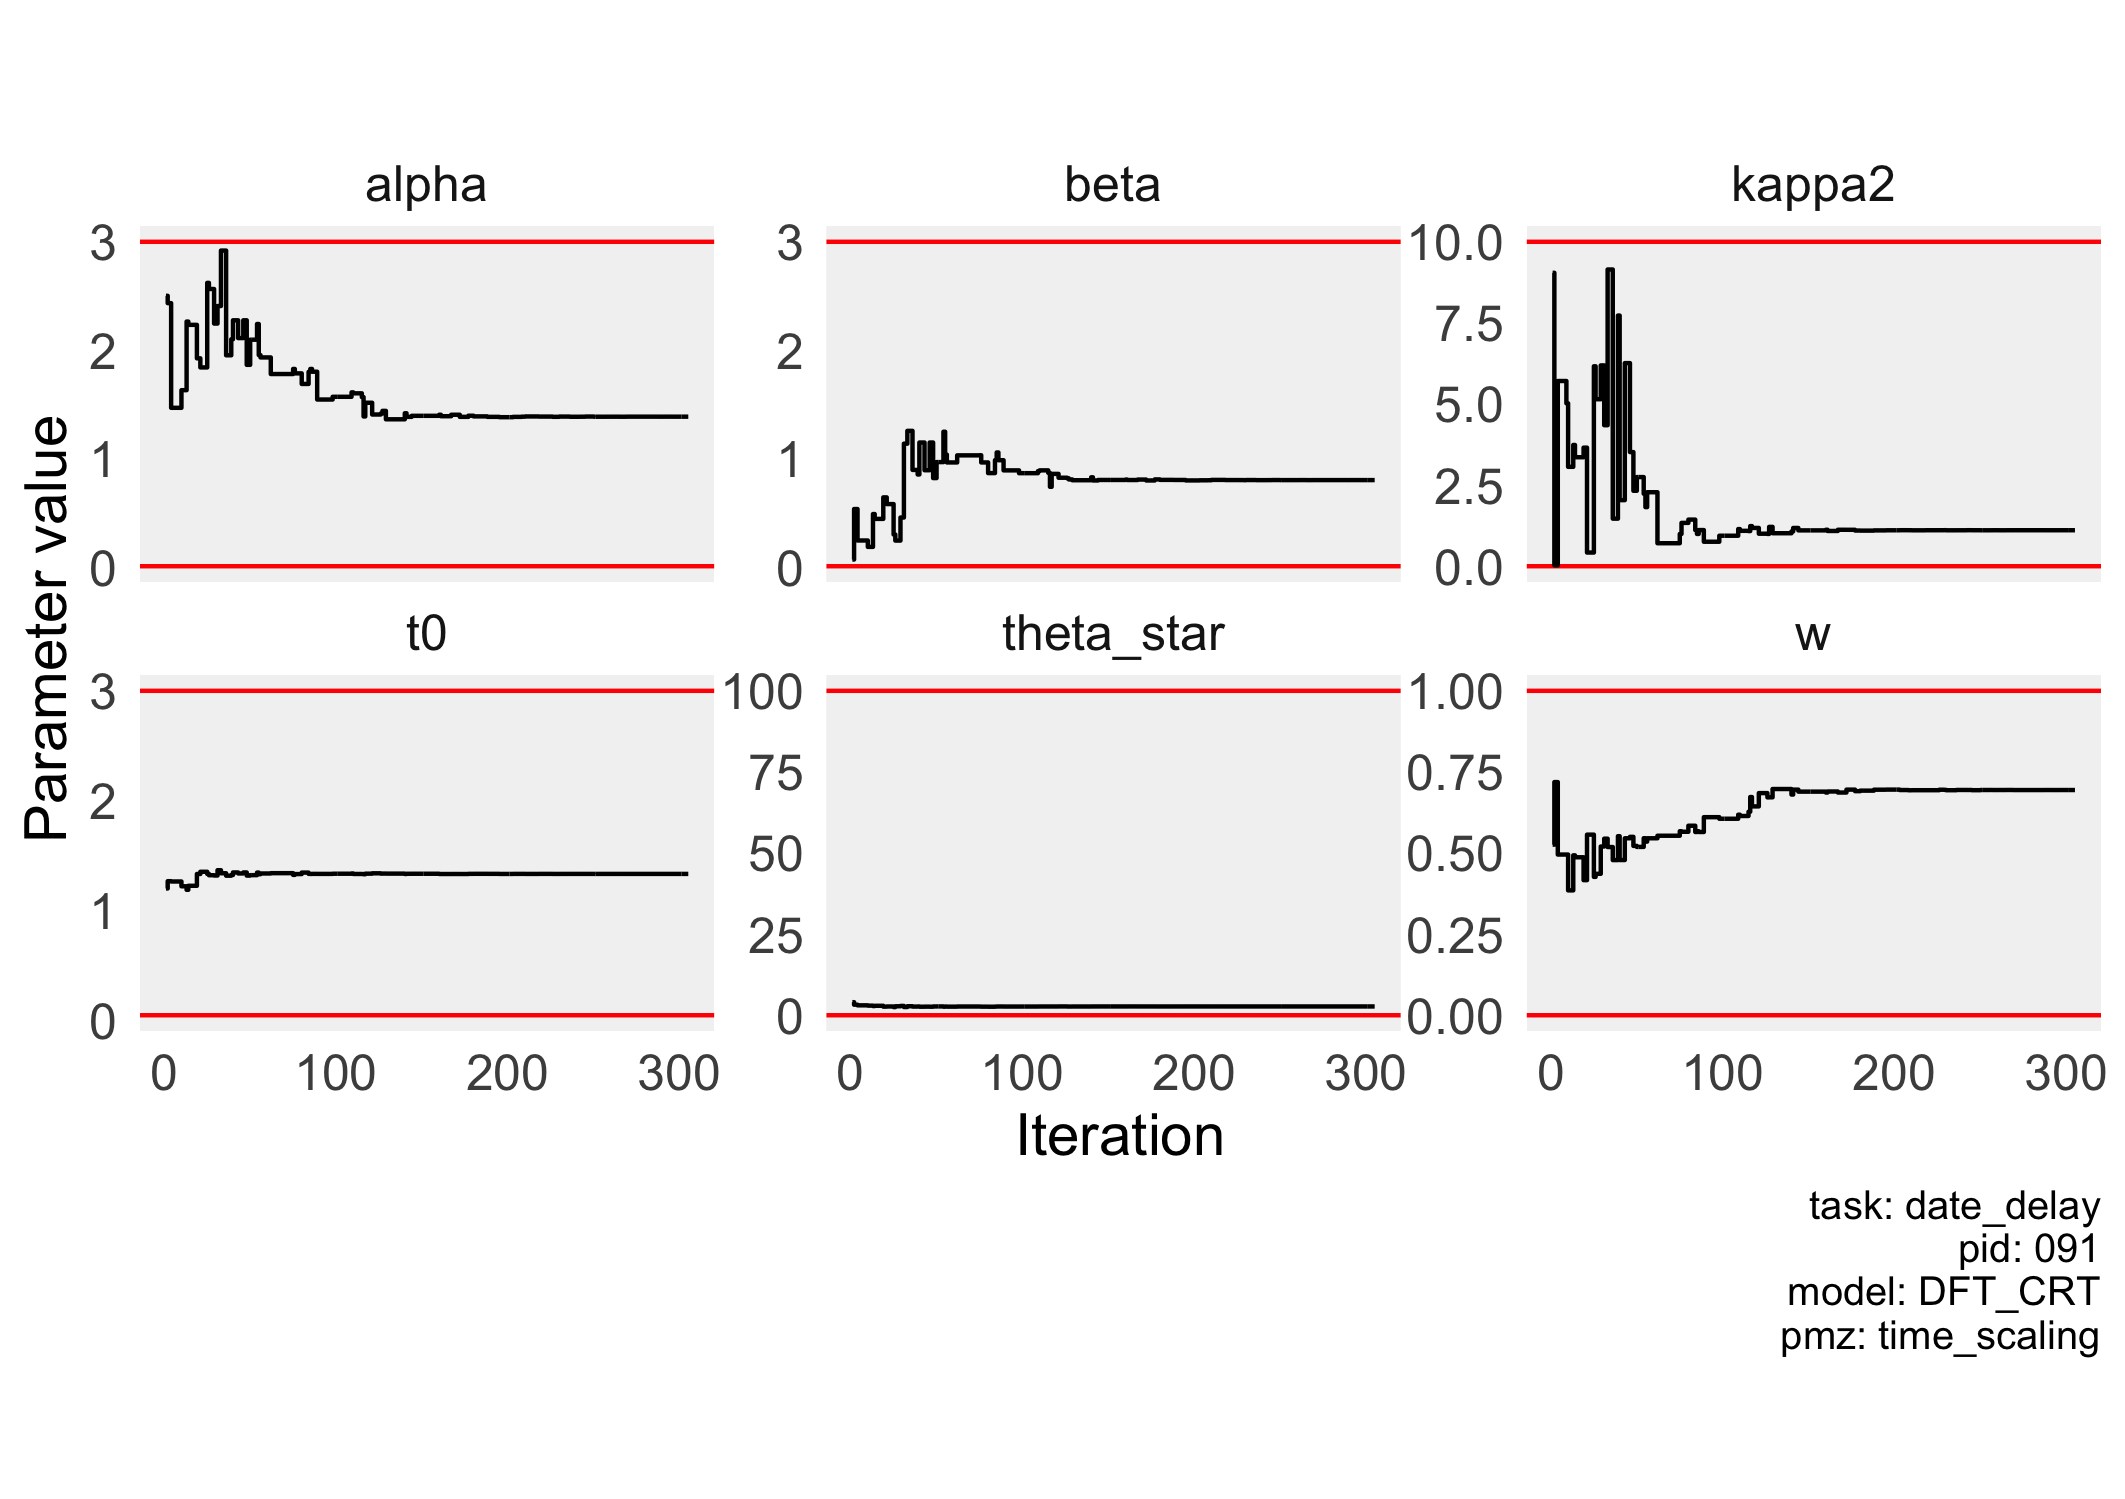 alpha
beta
kappa2
3
2
1
0
3
2
1
0
10.0
7.5
5.0
2.5
0.0
t0
theta_star
w
3
2
1
0
100
75
50
25
0
1.00
0.75
0.50
0.25
0.00
0 100 200 300
0 100 200 300
0 100 200 300
Parameter value
Iteration
task: date_delay
pid: 091
model: DFT_CRT
pmz: time_scaling